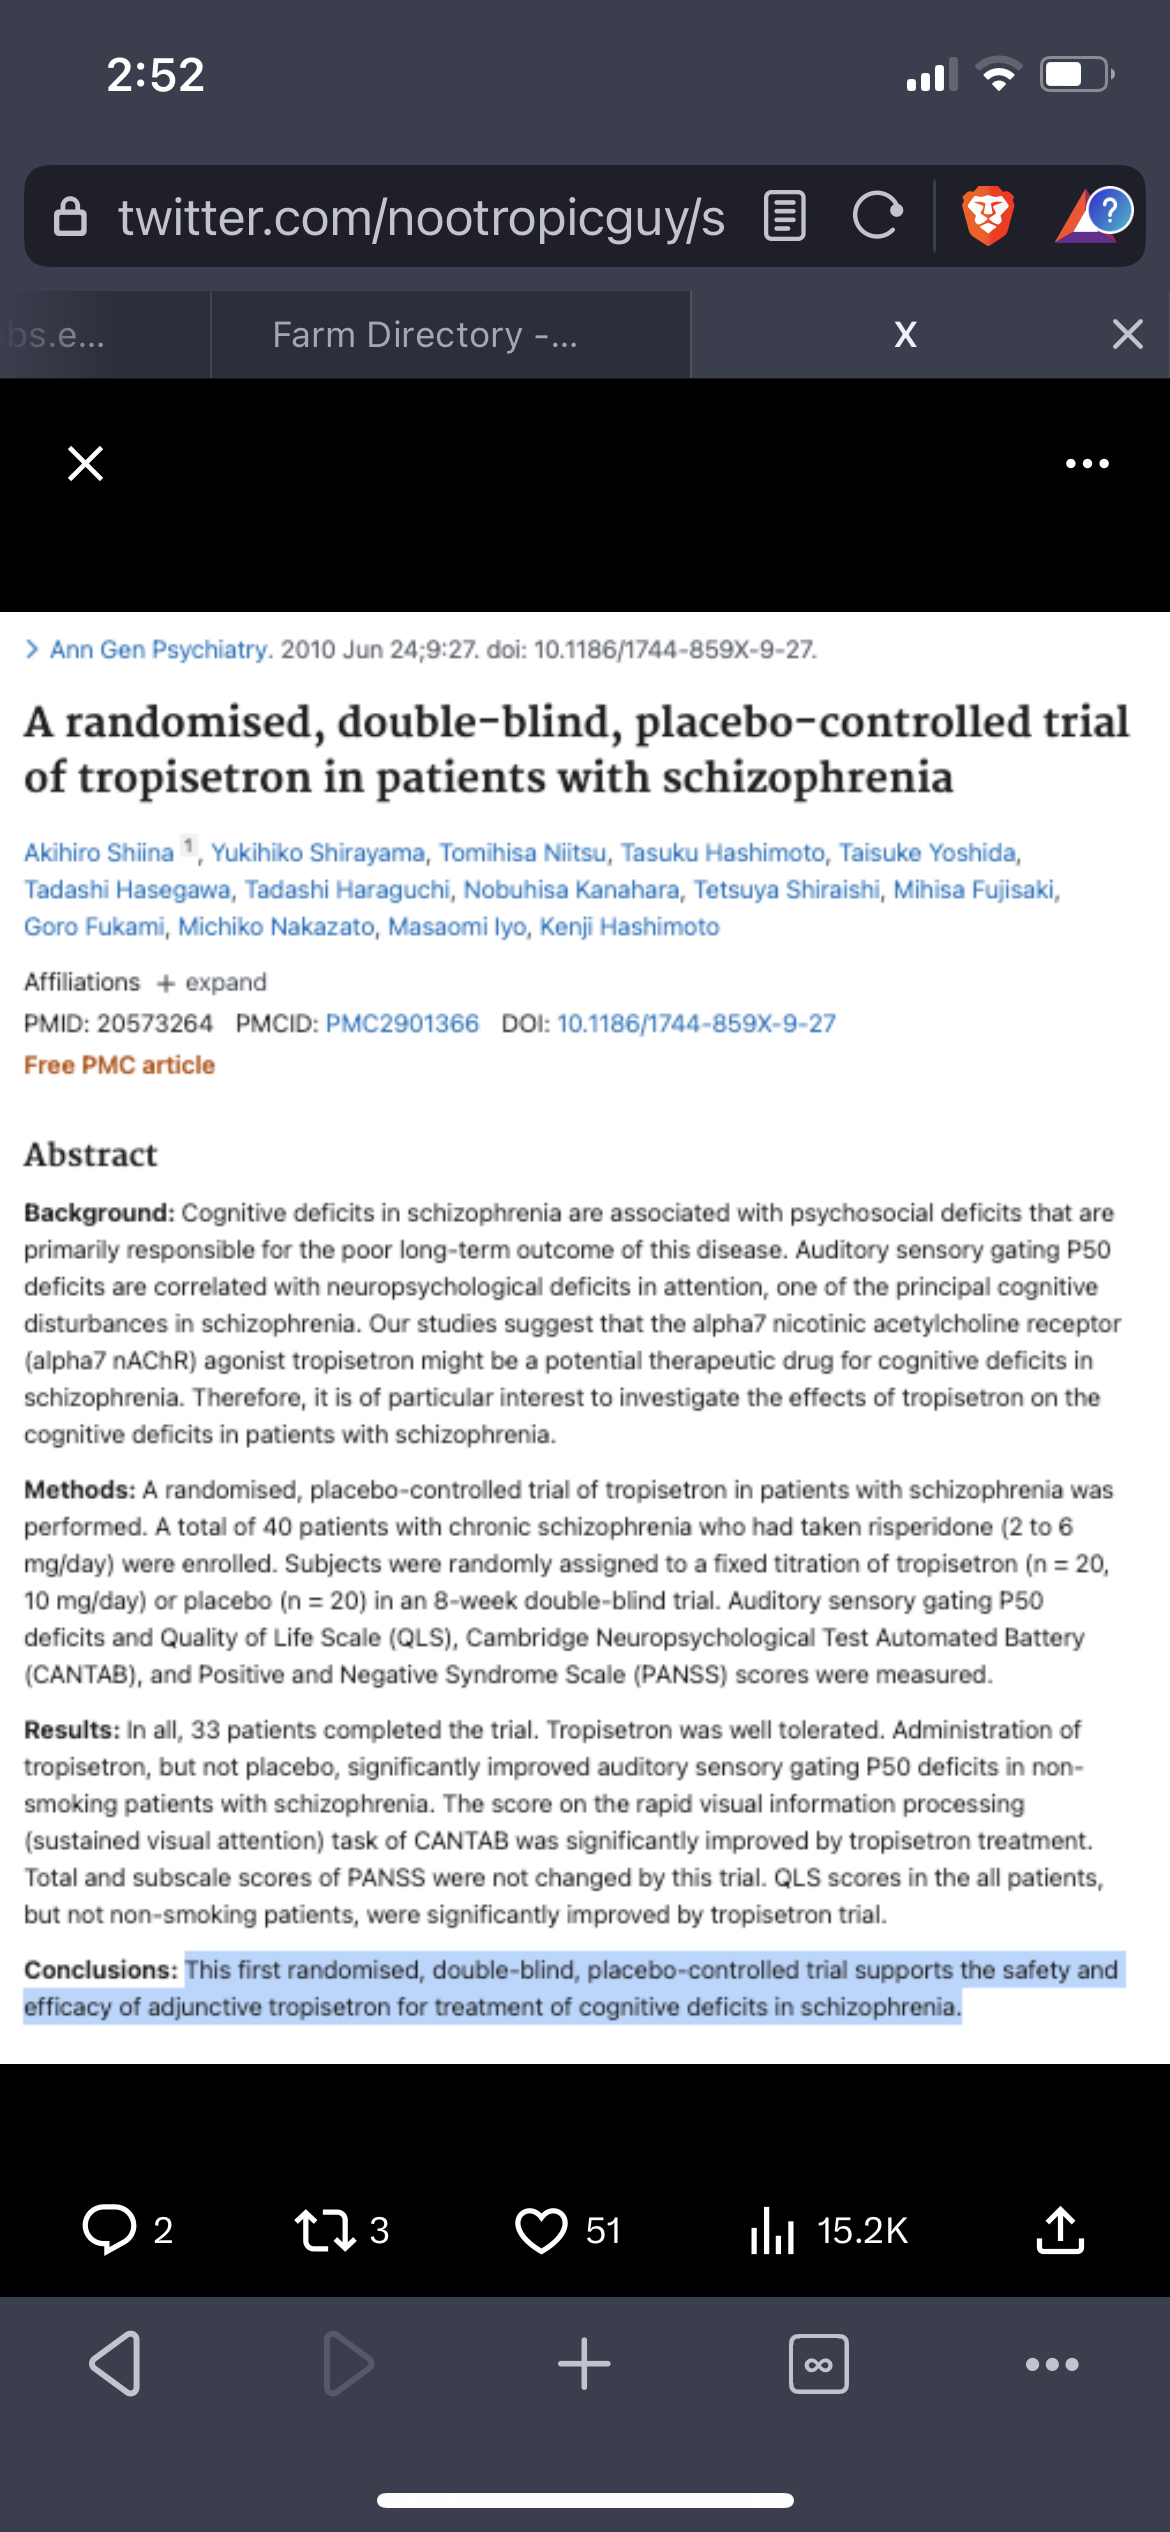 2:52
twitter.com/nootropicguy/s
?
bs.e...
Farm Directory -...
X
> Ann Gen Psychiatry. 2010 Jun 24;9:27. doi: 10.1186/1744-859X-9-27.
A randomised, double-blind, placebo-controlled trial
of tropisetron in patients with schizophrenia
Akihiro Shiina 1, Yukihiko Shirayama, Tomihisa Niitsu, Tasuku Hashimoto, Taisuke Yoshida,
Tadashi Hasegawa, Tadashi Haraguchi, Nobuhisa Kanahara, Tetsuya Shiraishi, Mihisa Fujisaki,
Goro Fukami, Michiko Nakazato, Masaomi Iyo, Kenji Hashimoto
Affiliations + expand
PMID: 20573264 PMCID: PMC2901366 DOI: 10.1186/1744-859X-9-27
Free PMC article
Abstract
Background: Cognitive deficits in schizophrenia are associated with psychosocial deficits that are
primarily responsible for the poor long-term outcome of this disease. Auditory sensory gating P50
deficits are correlated with neuropsychological deficits in attention, one of the principal cognitive
disturbances in schizophrenia. Our studies suggest that the alpha7 nicotinic acetylcholine receptor
(alpha7 nAChR) agonist tropisetron might be a potential therapeutic drug for cognitive deficits in
schizophrenia. Therefore, it is of particular interest to investigate the effects of tropisetron on the
cognitive deficits in patients with schizophrenia.
Methods: A randomised, placebo-controlled trial of tropisetron in patients with schizophrenia was
performed. A total of 40 patients with chronic schizophrenia who had taken risperidone (2 to 6
mg/day) were enrolled. Subjects were randomly assigned to a fixed titration of tropisetron (n = 20,
10 mg/day) or placebo (n = 20) in an 8-week double-blind trial. Auditory sensory gating P50
deficits and Quality of Life Scale (QLS), Cambridge Neuropsychological Test Automated Battery
(CANTAB), and Positive and Negative Syndrome Scale (PANSS) scores were measured.
Results: In all, 33 patients completed the trial. Tropisetron was well tolerated. Administration of
tropisetron, but not placebo, significantly improved auditory sensory gating P50 deficits in non-
smoking patients with schizophrenia. The score on the rapid visual information processing
(sustained visual attention) task of CANTAB was significantly improved by tropisetron treatment.
Total and subscale scores of PANSS were not changed by this trial. QLS scores in the all patients,
but not non-smoking patients, were significantly improved by tropisetron trial.
Conclusions: This first randomised, double-blind, placebo-controlled trial supports the safety and
efficacy of adjunctive tropisetron for treatment of cognitive deficits in schizophrenia.
2 3 51 15.2K